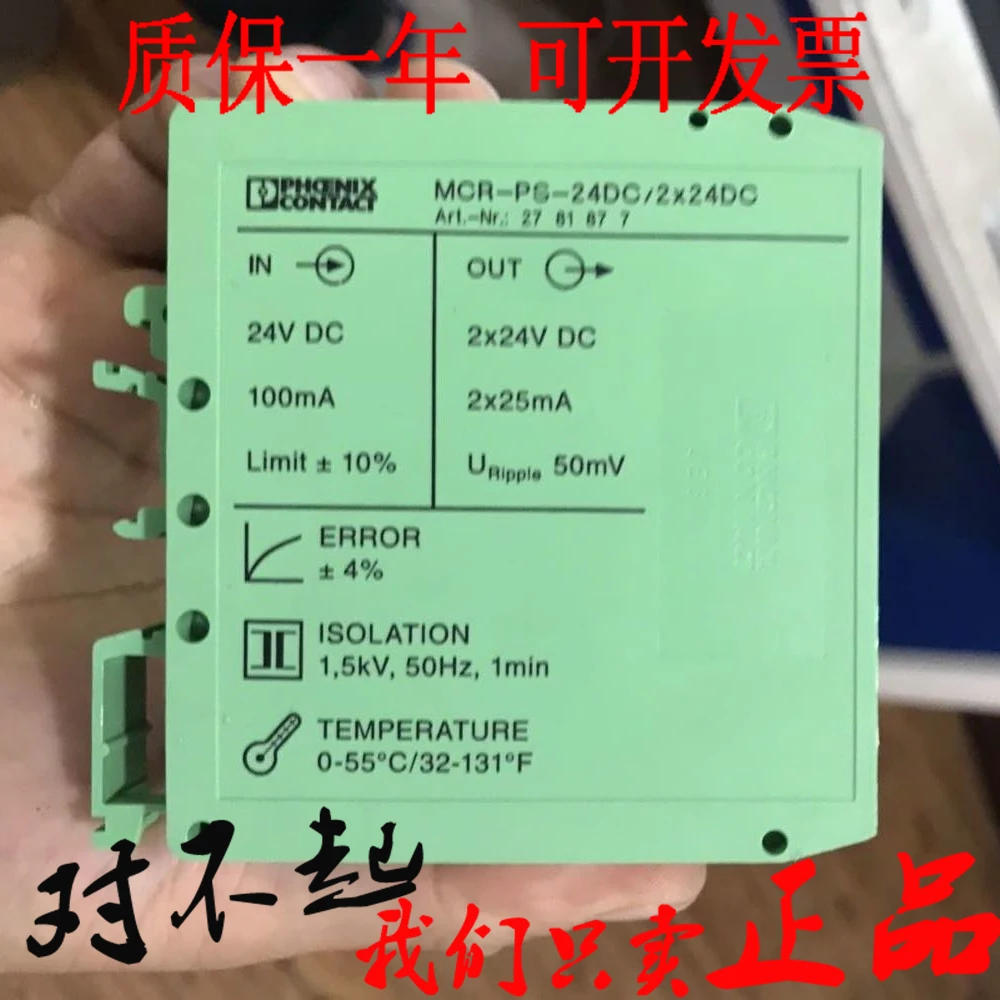 质保一年 可开发票
PHOENIX
CONTACT
MCR-PS-24DC/2x24DC
Art.-Nr.: 27 81 87 7
IN
OUT
24V DC
2x24V DC
100mA
2x25mA
Limit ± 10%
URipple 50mV
ERROR
± 4%
ISOLATION
1,5kV, 50Hz, 1min
TEMPERATURE
0-55°C/32-131°F
对不起
我们只卖正品